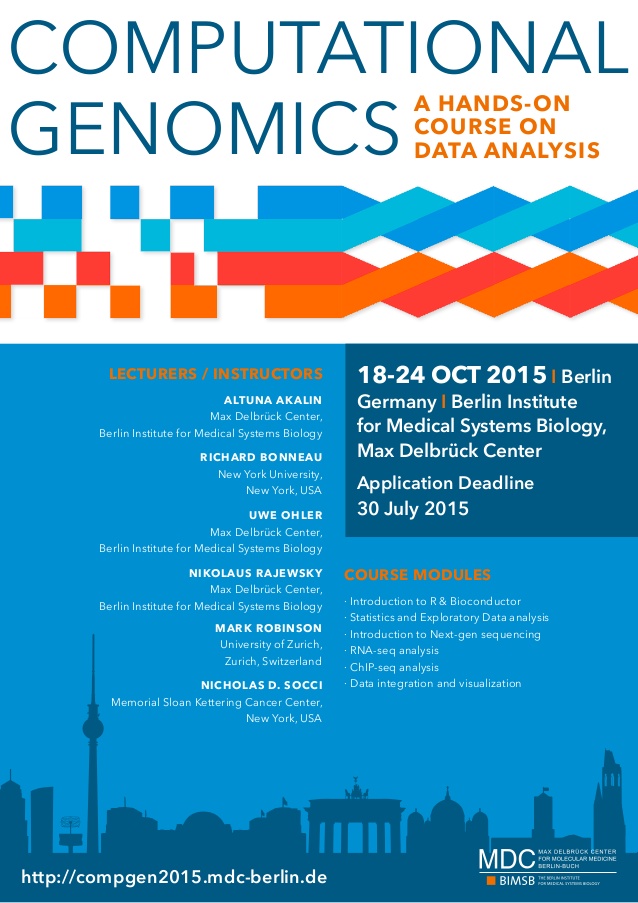 COMPUTATIONAL
GENOMICS
A HANDS-ON
COURSE ON
DATA ANALYSIS
LECTURERS / INSTRUCTORS
ALTUNA AKALIN
Max Delbrück Center,
Berlin Institute for Medical Systems Biology
RICHARD BONNEAU
New York University,
New York, USA
UWE OHLER
Max Delbrück Center,
Berlin Institute for Medical Systems Biology
NIKOLAUS RAJEWSKY
Max Delbrück Center,
Berlin Institute for Medical Systems Biology
MARK ROBINSON
University of Zurich,
Zurich, Switzerland
NICHOLAS D. SOCCI
Memorial Sloan Kettering Cancer Center,
New York, USA
18-24 OCT 2015 | Berlin
Germany | Berlin Institute
for Medical Systems Biology,
Max Delbrück Center
Application Deadline
30 July 2015
COURSE MODULES
· Introduction to R & Bioconductor
· Statistics and Exploratory Data analysis
· Introduction to Next-gen sequencing
· RNA-seq analysis
· ChIP-seq analysis
· Data integration and visualization
http://compgen2015.mdc-berlin.de
MDC
MAX DELBRÜCK CENTER
FOR MOLECULAR MEDICINE
BERLIN-BUCH
BIMSB
THE BERLIN INSTITUTE
FOR MEDICAL SYSTEMS BIOLOGY